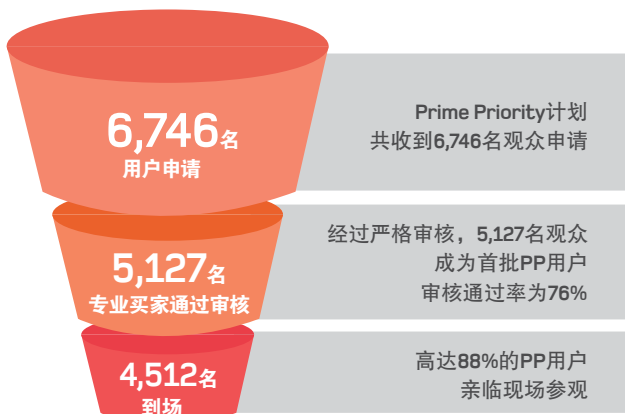 6,746名
用户申请
Prime Priority计划
共收到6,746名观众申请
5,127名
专业买家通过审核
经过严格审核，5,127名观众
成为首批PP用户
审核通过率为76%
4,512名
到场
高达88%的PP用户
亲临现场参观